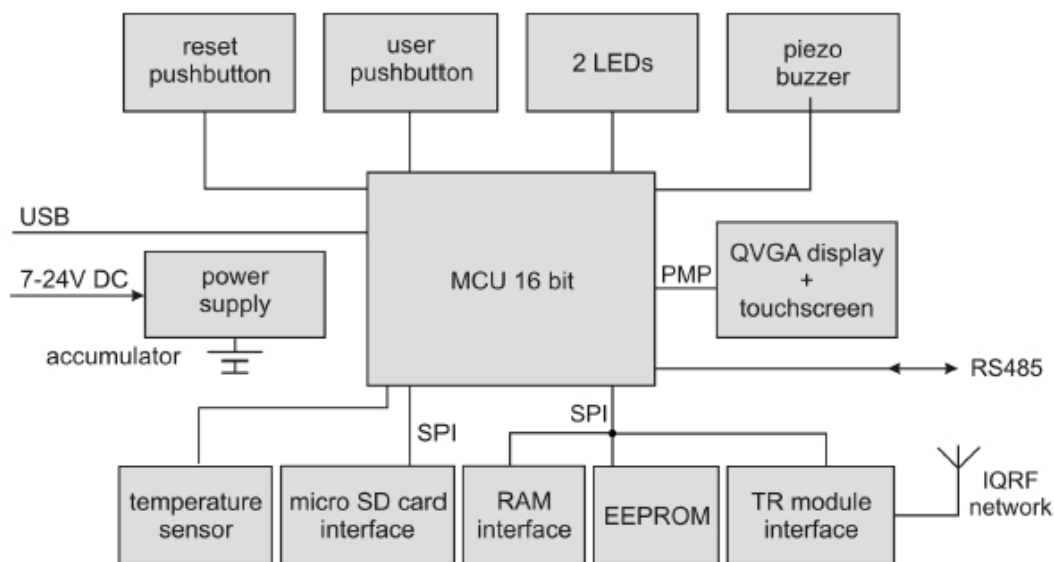 reset
pushbutton
user
pushbutton
2 LEDs
piezo
buzzer
USB
7-24V DC
power
supply
accumulator
MCU 16 bit
PMP
QVGA display
+
touchscreen
RS485
SPI
SPI
temperature
sensor
micro SD card
interface
RAM
interface
EEPROM
TR module
interface
IQRF
network